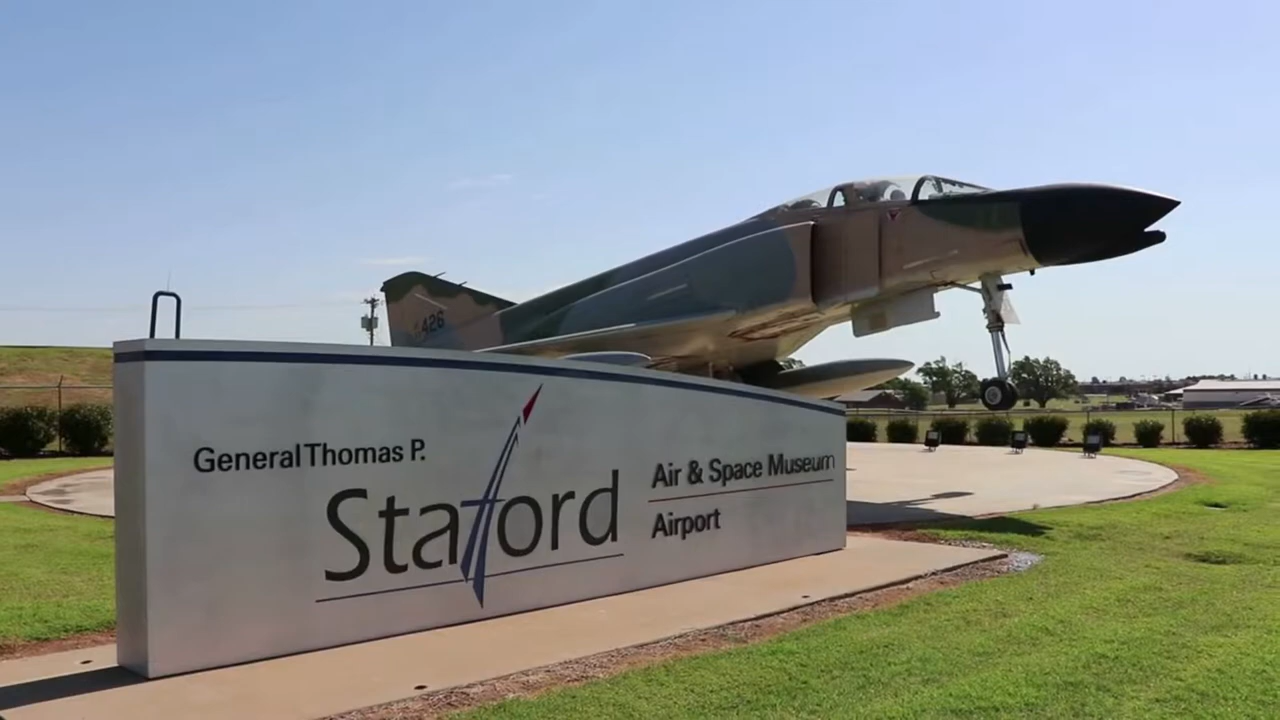 General Thomas P.
Stafford
Air & Space Museum
Airport
426